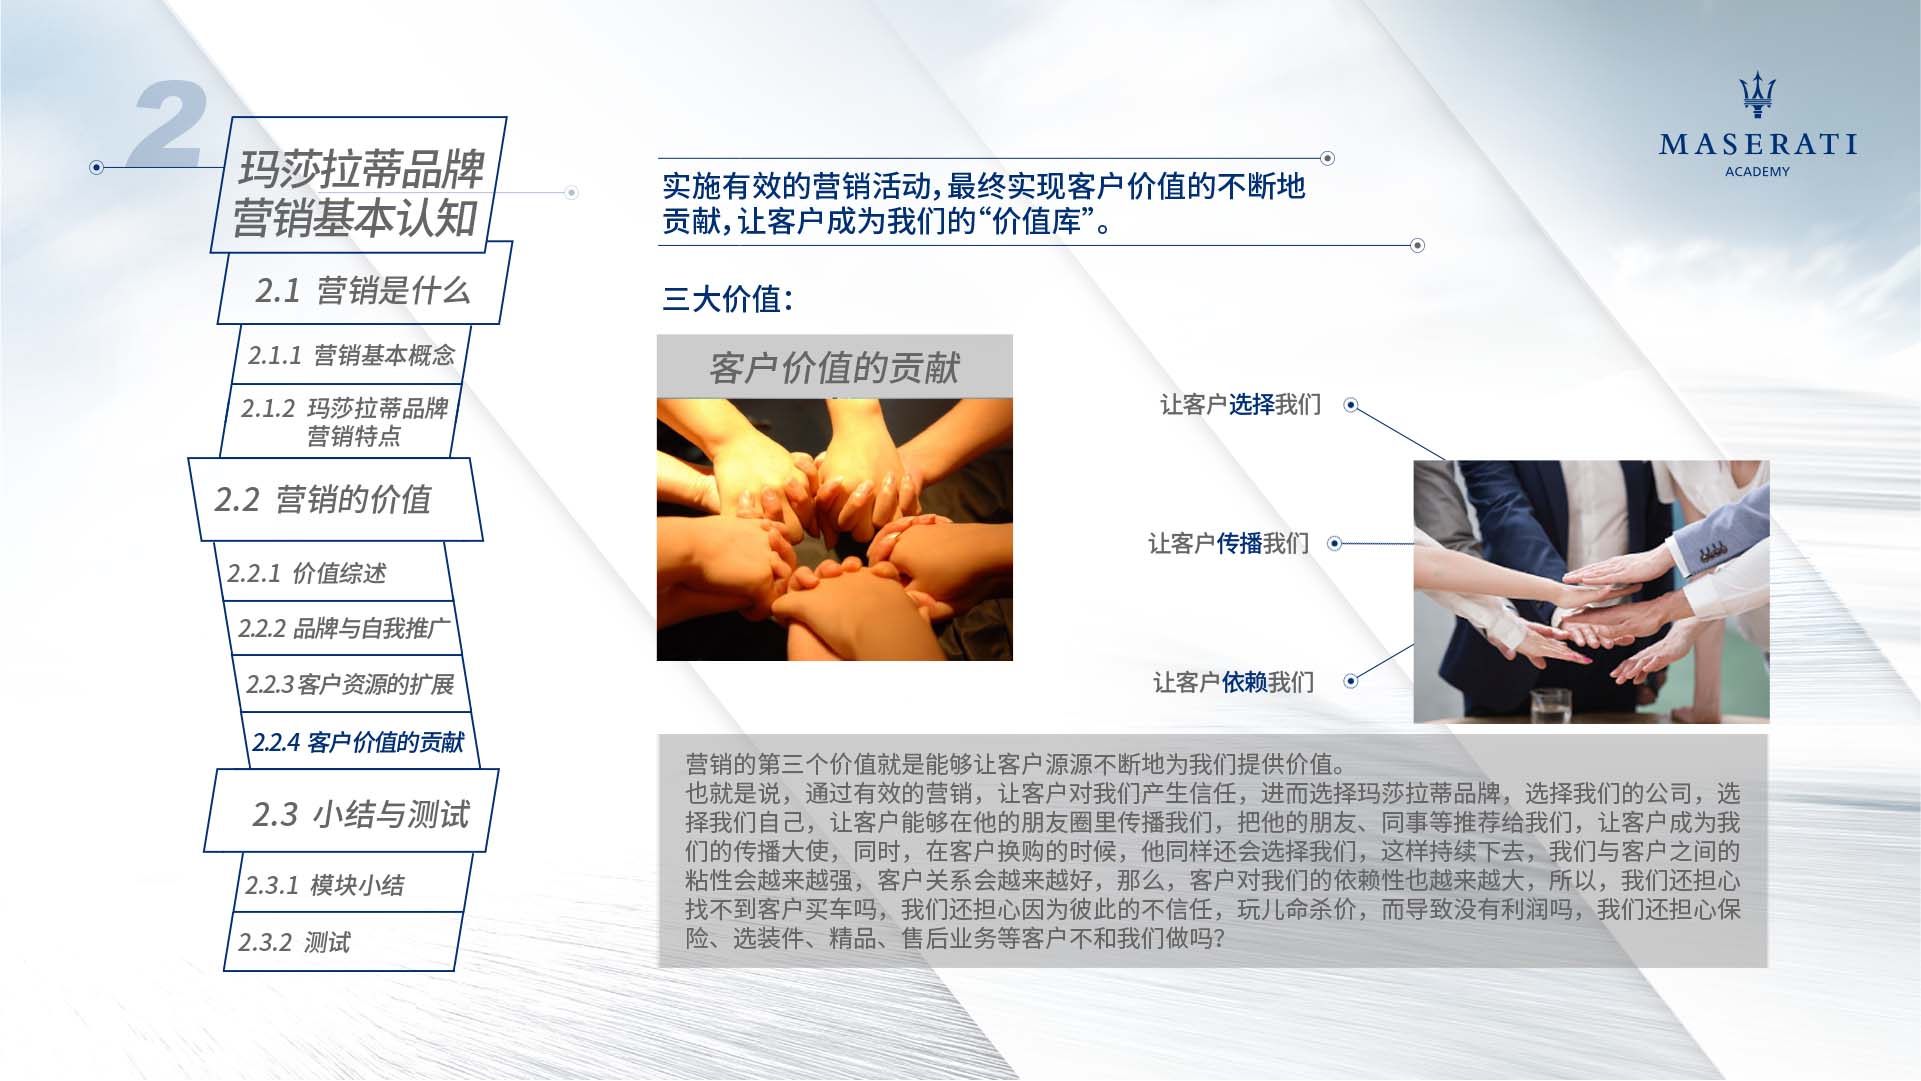 2
玛莎拉蒂品牌
营销基本认知
2.1 营销是什么
2.1.1 营销基本概念
2.1.2 玛莎拉蒂品牌
营销特点
2.2 营销的价值
2.2.1 价值综述
2.2.2 品牌与自我推广
2.2.3 客户资源的扩展
2.2.4 客户价值的贡献
2.3 小结与测试
2.3.1 模块小结
2.3.2 测试
MASERATI
ACADEMY
实施有效的营销活动，最终实现客户价值的不断地
贡献，让客户成为我们的“价值库”。
三大价值：
客户价值的贡献
让客户选择我们
让客户传播我们
让客户依赖我们
营销的第三个价值就是能够让客户源源不断地为我们提供价值。
也就是说，通过有效的营销，让客户对我们产生信任，进而选择玛莎拉蒂品牌，选择我们的公司，选
择我们自己，让客户能够在他的朋友圈里传播我们，把他的朋友、同事等推荐给我们，让客户成为我
们的传播大使，同时，在客户换购的时候，他同样还会选择我们，这样持续下去，我们与客户之间的
粘性会越来越强，客户关系会越来越好，那么，客户对我们的依赖性也越来越大，所以，我们还担心
找不到客户买车吗，我们还担心因为彼此的不信任，玩儿命杀价，而导致没有利润吗，我们还担心保
险、选装件、精品、售后业务等客户不和我们做吗？